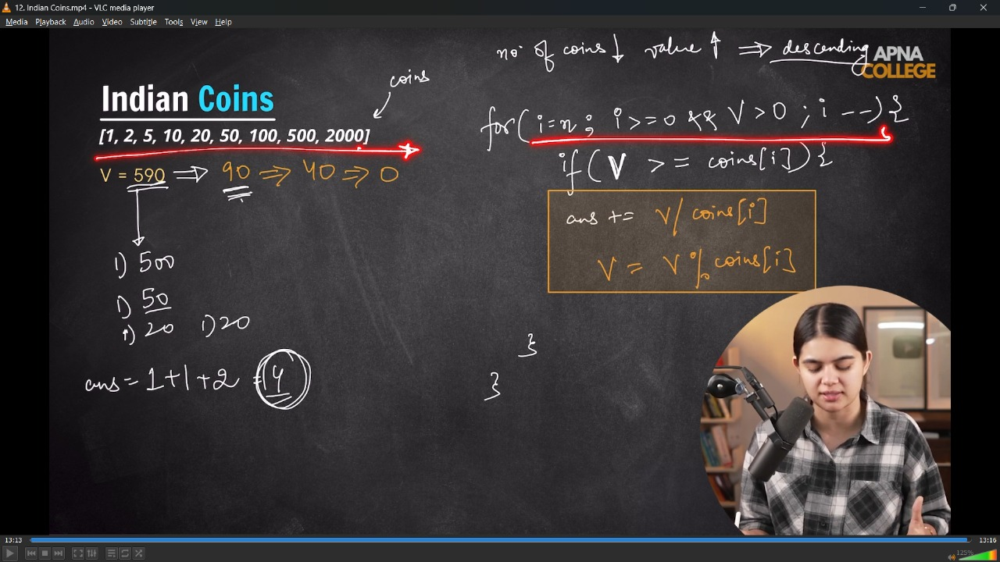 12. Indian Coins.mp4 - VLC media player
Media Playback Audio Video Subtitle Tools View Help
no. of coins ↓ value ↑ ⇒ descending
APNA
COLLEGE
coins
Indian Coins
[1, 2, 5, 10, 20, 50, 100, 500, 2000]
V = 590 ⇒ 90 ⇒ 40 ⇒ 0
for(i=n; i>=0 && V>0; i--){
if(V >= coins[i]){
ans += V/coins[i]
V = V % coins[i]
}
}
1) 500
1) 50
1) 20 1) 20
ans = 1+1+2 = 4
13:13
13:16
125%